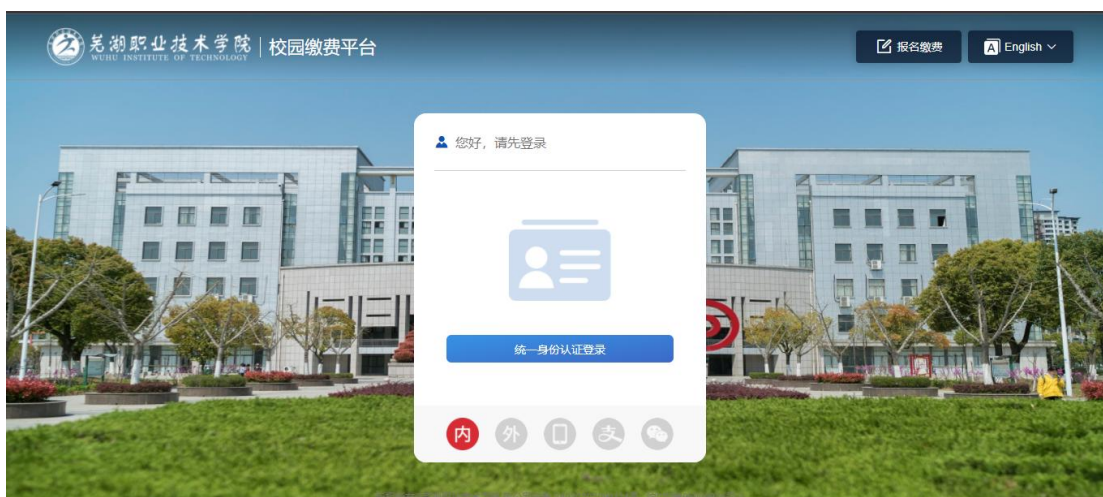 芜湖职业技术学院 校园缴费平台
WUHU INSTITUTE OF TECHNOLOGY
报名缴费
A English
您好，请先登录
统一身份认证登录
内 外 支